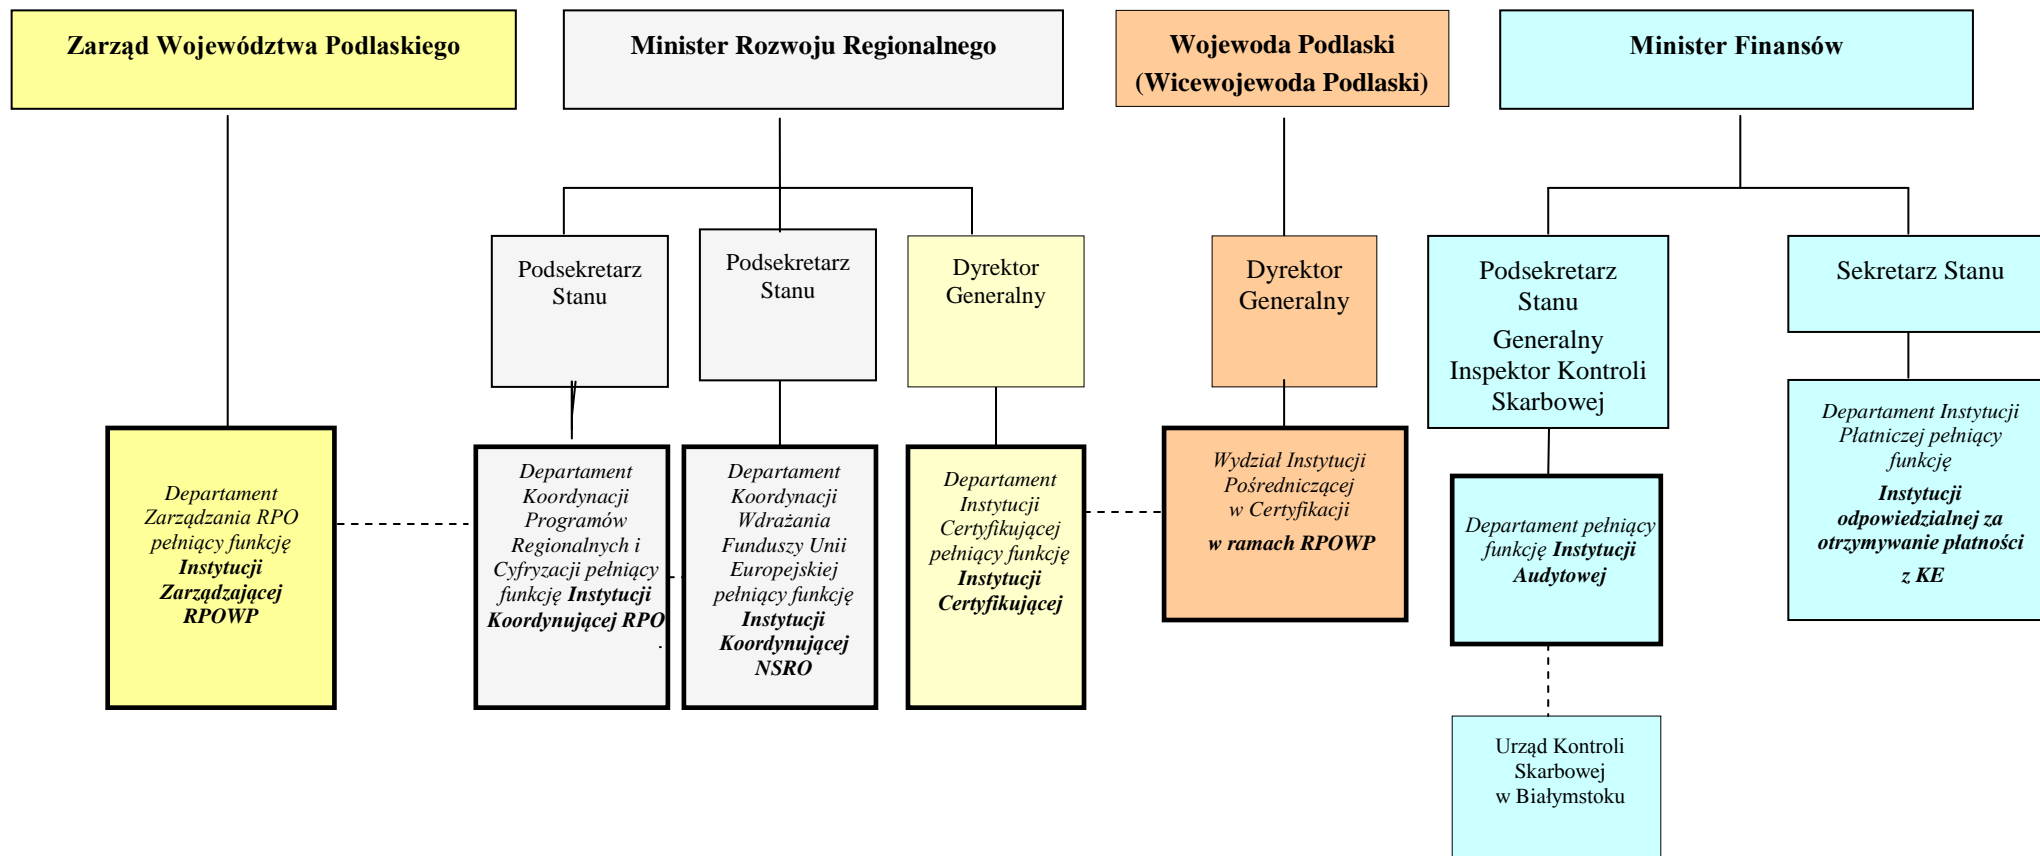 Zarząd Województwa Podlaskiego
Minister Rozwoju Regionalnego
Wojewoda Podlaski
(Wicewojewoda Podlaski)
Minister Finansów
Podsekretarz
Stanu
Podsekretarz
Stanu
Dyrektor
Generalny
Dyrektor
Generalny
Podsekretarz
Stanu
Generalny
Inspektor Kontroli
Skarbowej
Sekretarz Stanu
Departament
Zarządzania RPO
pełniący funkcję
Instytucji
Zarządzającej
RPOWP
Departament
Koordynacji
Programów
Regionalnych i
Cyfryzacji pełniący
funkcję Instytucji
Koordynującej RPO
.
Departament
Koordynacji
Wdrażania
Funduszy Unii
Europejskiej
pełniący funkcję
Instytucji
Koordynującej
NSRO
Departament
Instytucji
Certyfikującej
pełniący funkcję
Instytucji
Certyfikującej
Wydział Instytucji
Pośredniczącej
w Certyfikacji
w ramach RPOWP
Departament pełniący
funkcję Instytucji
Audytowej
Departament Instytucji
Płatniczej pełniący
funkcję
Instytucji
odpowiedzialnej za
otrzymywanie płatności
z KE
Urząd Kontroli
Skarbowej
w Białymstoku